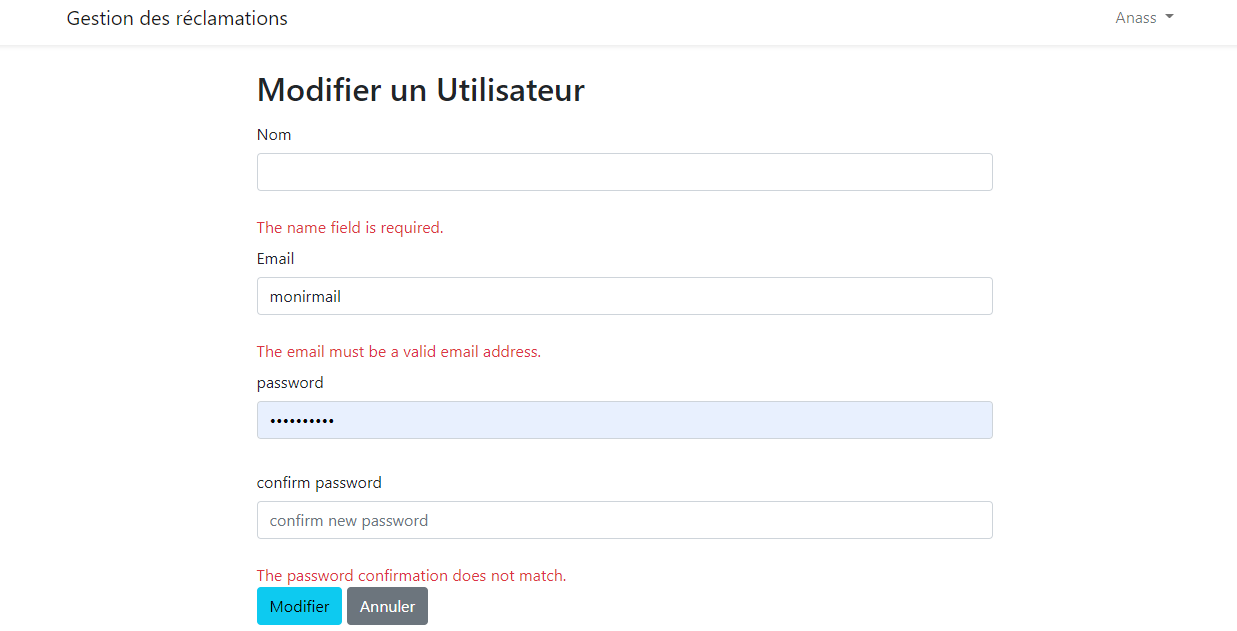 Gestion des réclamations
Anass
Modifier un Utilisateur
Nom
The name field is required.
Email
monirmail
The email must be a valid email address.
password
••••••••••
confirm password
confirm new password
The password confirmation does not match.
Modifier Annuler